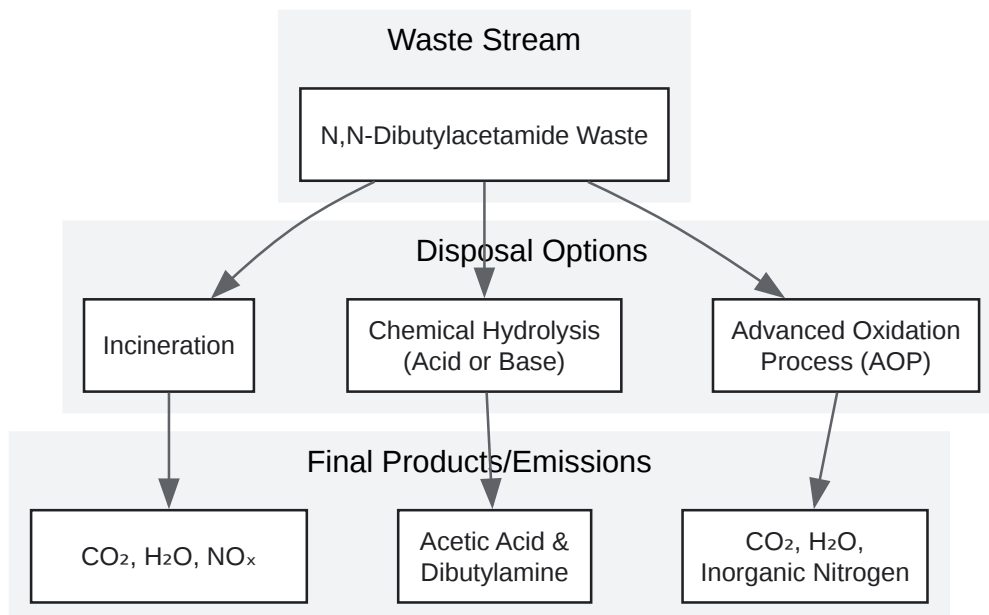 Waste Stream
N,N-Dibutylacetamide Waste
Disposal Options
Incineration
Chemical Hydrolysis
(Acid or Base)
Advanced Oxidation
Process (AOP)
Final Products/Emissions
CO₂, H₂O, NOₓ
Acetic Acid &
Dibutylamine
CO₂, H₂O,
Inorganic Nitrogen